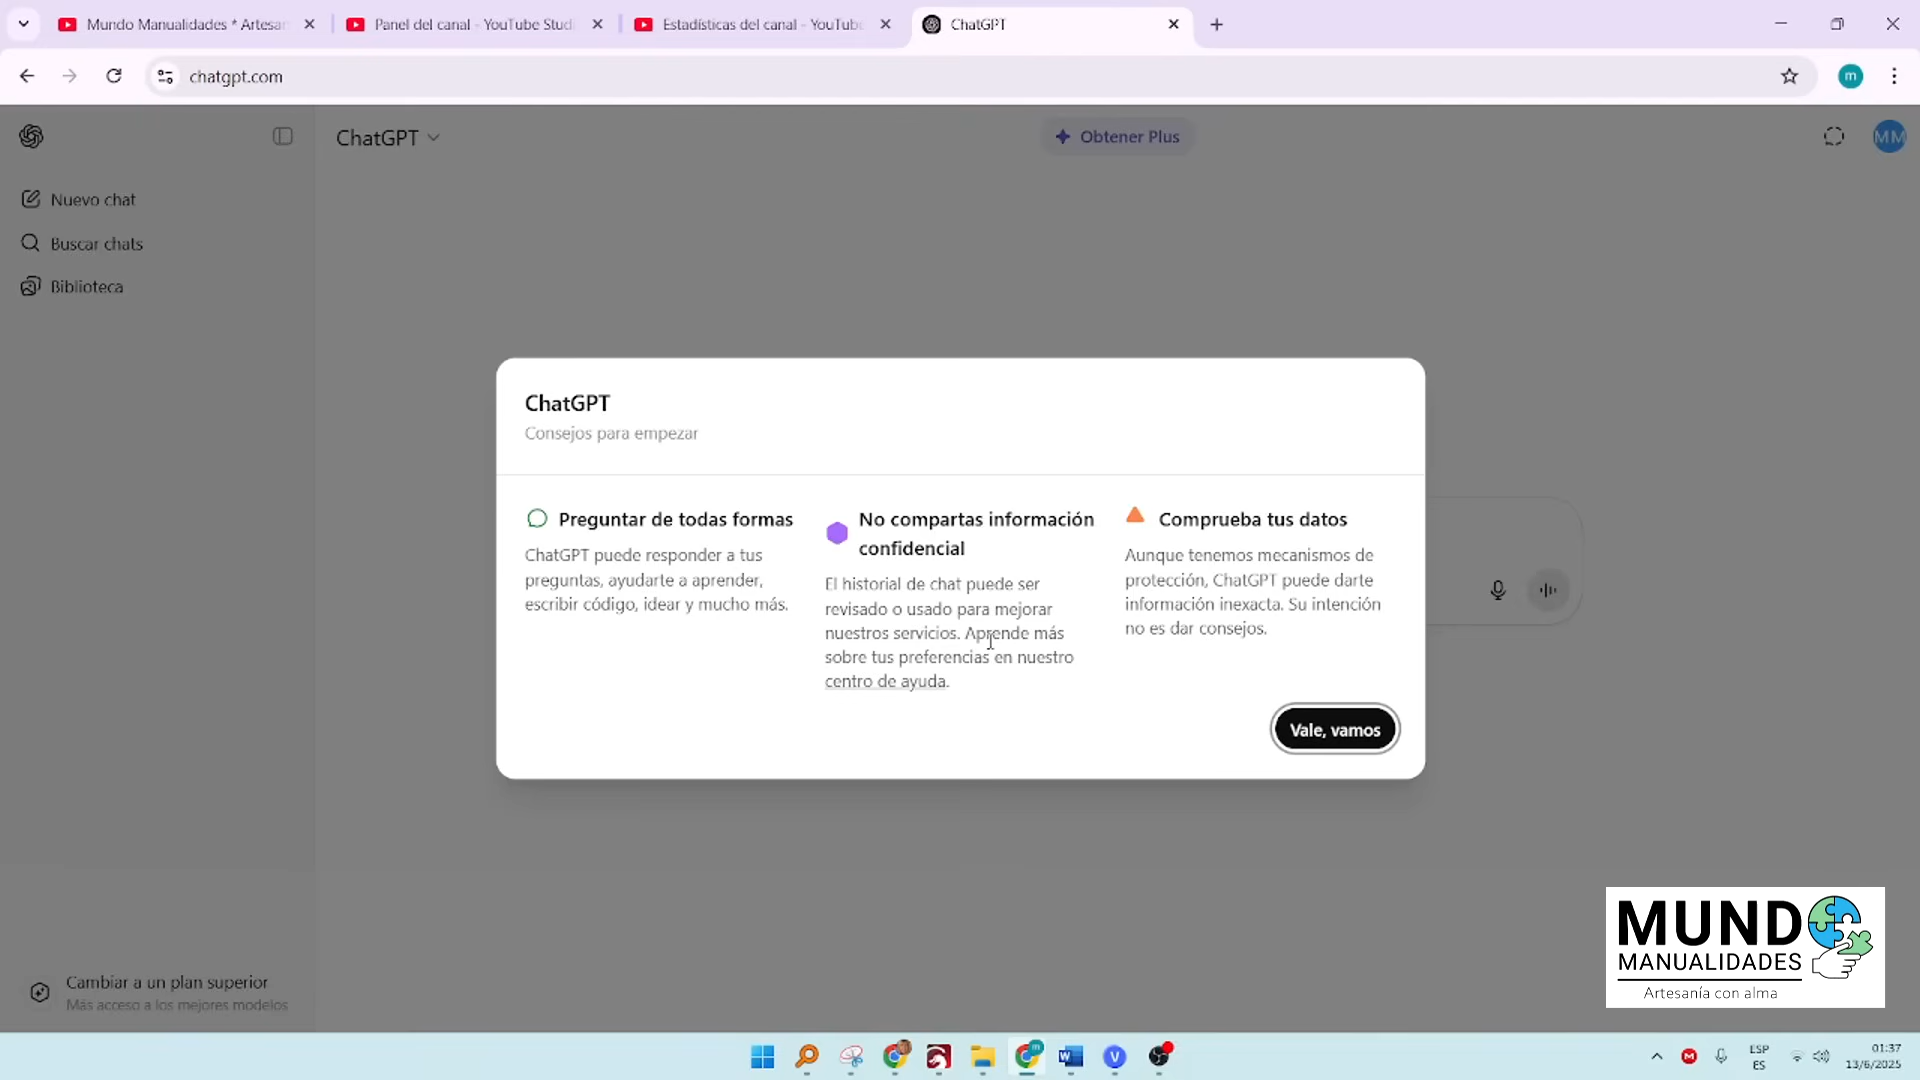 Mundo Manualidades * Artesan
Panel del canal - YouTube Studi
Estadísticas del canal - YouTube
ChatGPT
chatgpt.com
m
ChatGPT
Obtener Plus
MM
Nuevo chat
Buscar chats
Biblioteca
ChatGPT
Consejos para empezar
Preguntar de todas formas
ChatGPT puede responder a tus
preguntas, ayudarte a aprender,
escribir código, idear y mucho más.
No compartas información
confidencial
El historial de chat puede ser
revisado o usado para mejorar
nuestros servicios. Aprende más
sobre tus preferencias en nuestro
centro de ayuda.
Comprueba tus datos
Aunque tenemos mecanismos de
protección, ChatGPT puede darte
información inexacta. Su intención
no es dar consejos.
Vale, vamos
Cambiar a un plan superior
Más acceso a los mejores modelos
MUNDO
MANUALIDADES
Artesanía con alma
ESP
ES
01:37
13/6/2025